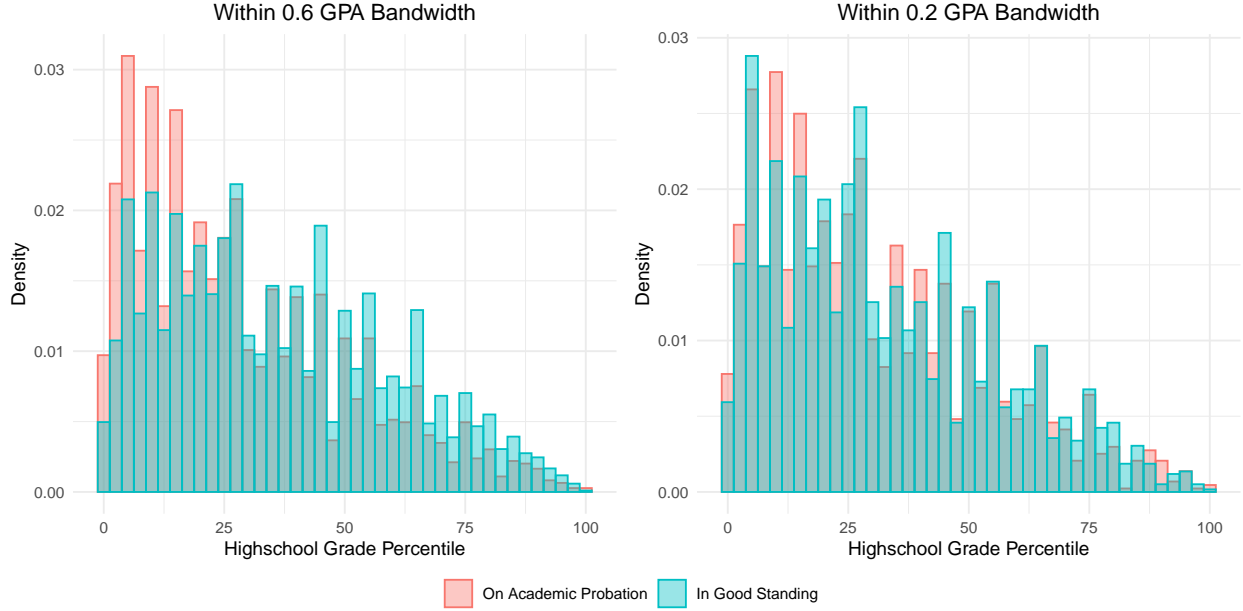 Within 0.6 GPA Bandwidth
Density
0.03
0.02
0.01
0.00
0
25
50
75
100
Highschool Grade Percentile
Within 0.2 GPA Bandwidth
Density
0.03
0.02
0.01
0.00
0
25
50
75
100
Highschool Grade Percentile
On Academic Probation
In Good Standing